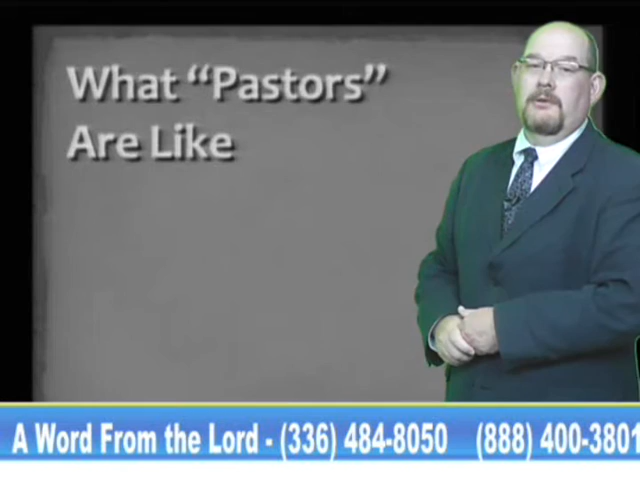 What “Pastors”
Are Like
A Word From the Lord - (336) 484-8050 (888) 400-3801